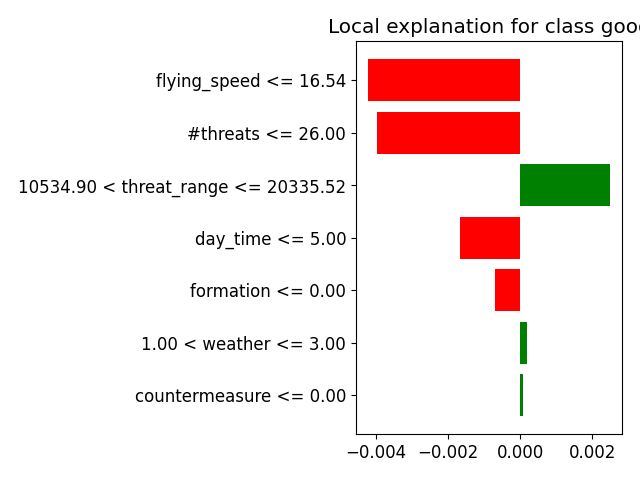 Local explanation for class goo
flying_speed <= 16.54
#threats <= 26.00
10534.90 < threat_range <= 20335.52
day_time <= 5.00
formation <= 0.00
1.00 < weather <= 3.00
countermeasure <= 0.00
−0.004 −0.002 0.000 0.002